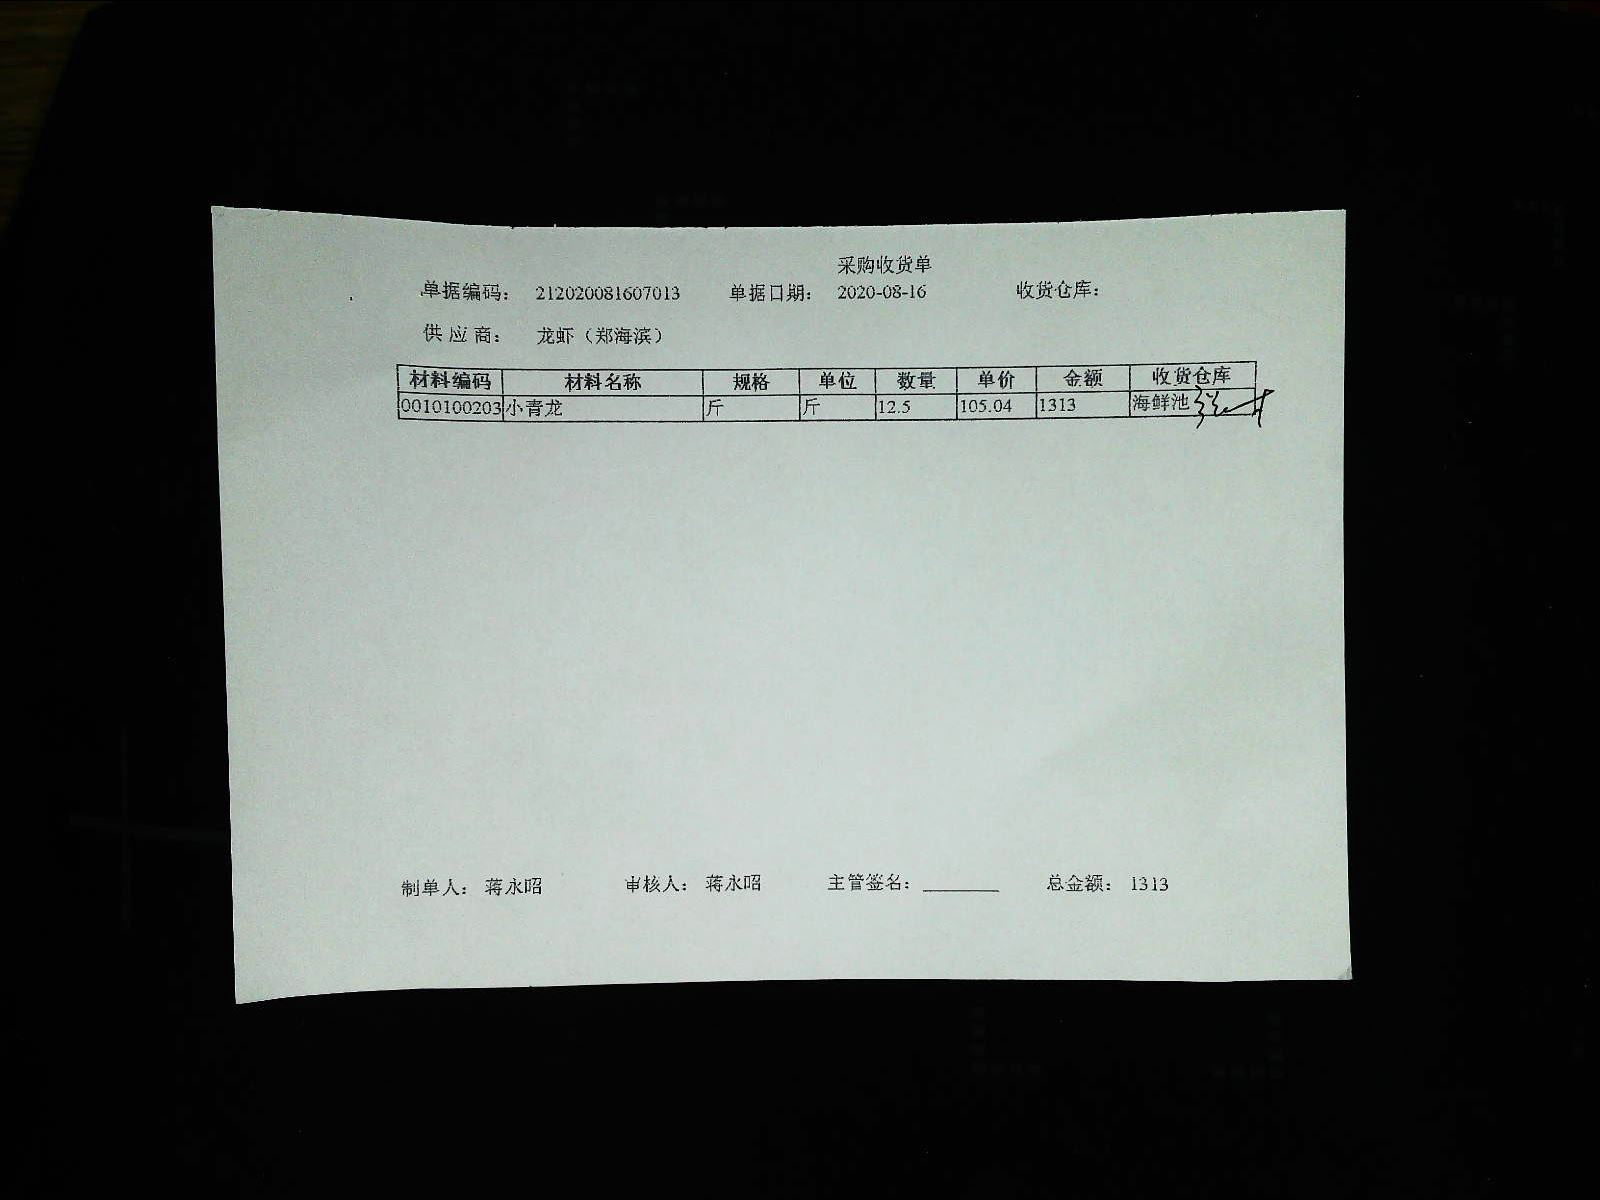 采购收货单
单据编码： 212020081607013 单据日期： 2020-08-16 收货仓库：
供 应 商： 龙虾（郑海滨）
材料编码 材料名称 规格 单位 数量 单价 金额 收货仓库
0010100203 小青龙 斤 斤 12.5 105.04 1313 海鲜池
制单人： 蒋永昭 审核人： 蒋永昭 主管签名：________ 总金额： 1313